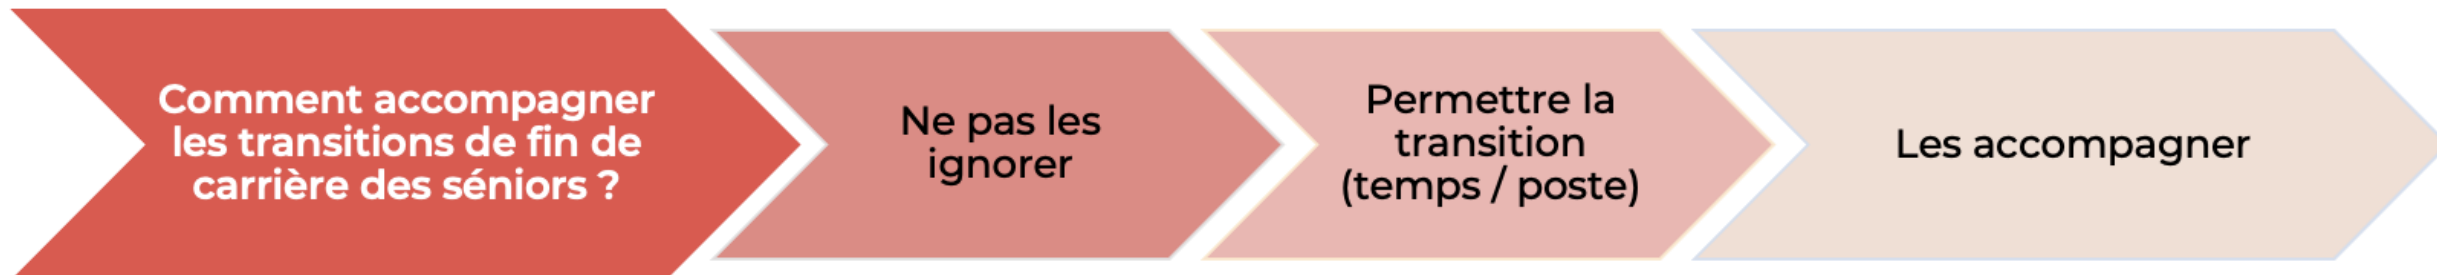 Comment accompagner
les transitions de fin de
carrière des séniors ?
Ne pas les
ignorer
Permettre la
transition
(temps / poste)
Les accompagner